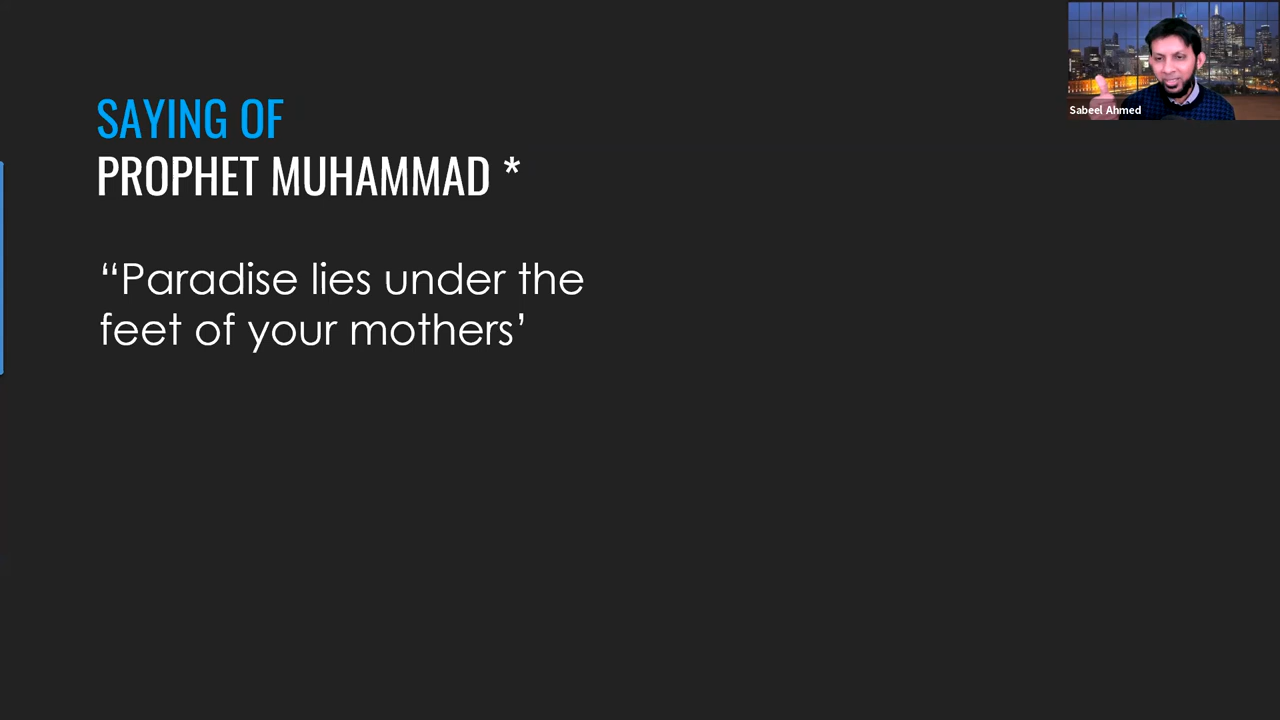 SAYING OF
PROPHET MUHAMMAD *
“Paradise lies under the
feet of your mothers’
Sabeel Ahmed